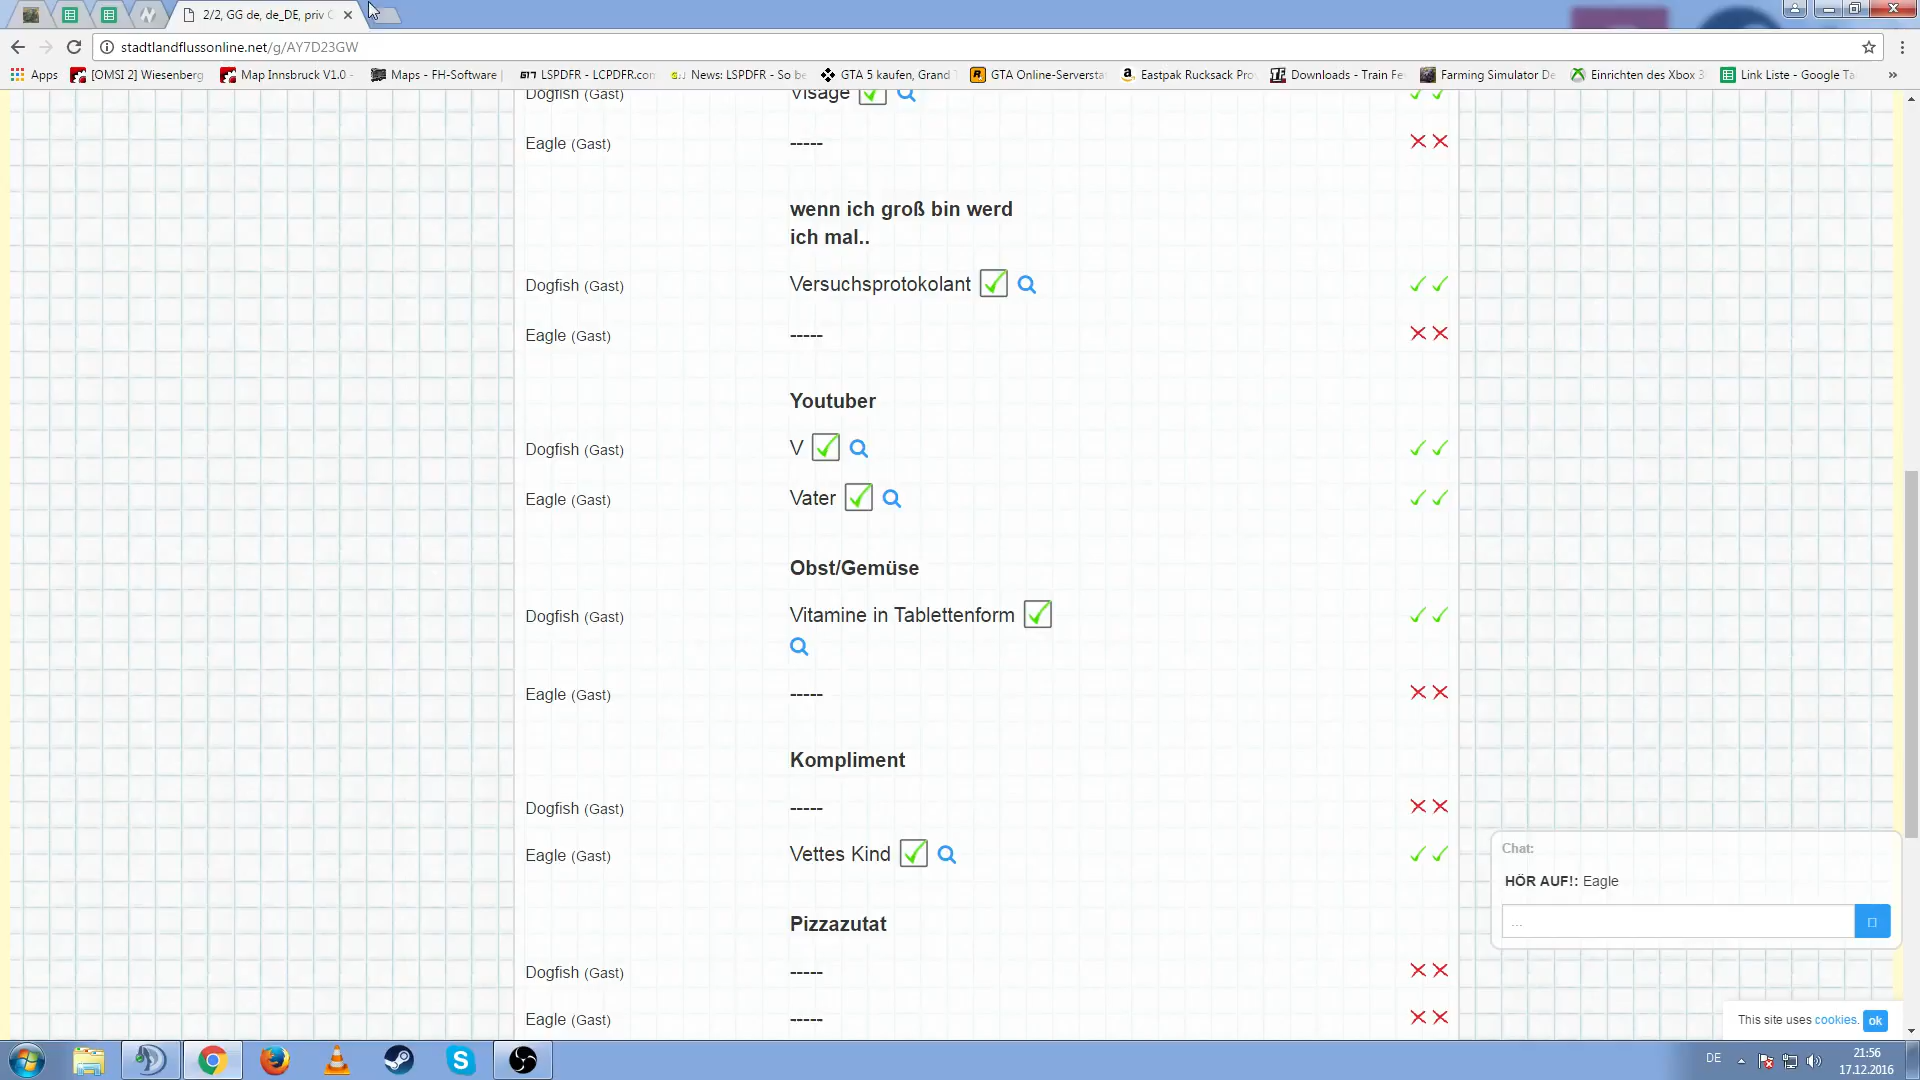 2/2, GG de, de_DE, priv
stadtlandflussonline.net/g/AY7D23GW
Apps [OMSI 2] Wiesenberg Map Innsbruck V1.0 - Maps - FH-Software LSPDFR - LCPDFR.com News: LSPDFR - So be GTA 5 kaufen, Grand GTA Online-Serversta Eastpak Rucksack Pro Downloads - Train Fe Farming Simulator De Einrichten des Xbox 3 Link Liste - Google Ta »
Dogfish (Gast) Visage
Eagle (Gast) -----
wenn ich groß bin werd
ich mal..
Dogfish (Gast) Versuchsprotokolant
Eagle (Gast) -----
Youtuber
Dogfish (Gast) V
Eagle (Gast) Vater
Obst/Gemüse
Dogfish (Gast) Vitamine in Tablettenform
Eagle (Gast) -----
Kompliment
Dogfish (Gast) -----
Eagle (Gast) Vettes Kind
Pizzazutat
Dogfish (Gast) -----
Eagle (Gast) -----
Chat:
HÖR AUF!: Eagle
...
This site uses cookies. ok
DE
21:56
17.12.2016